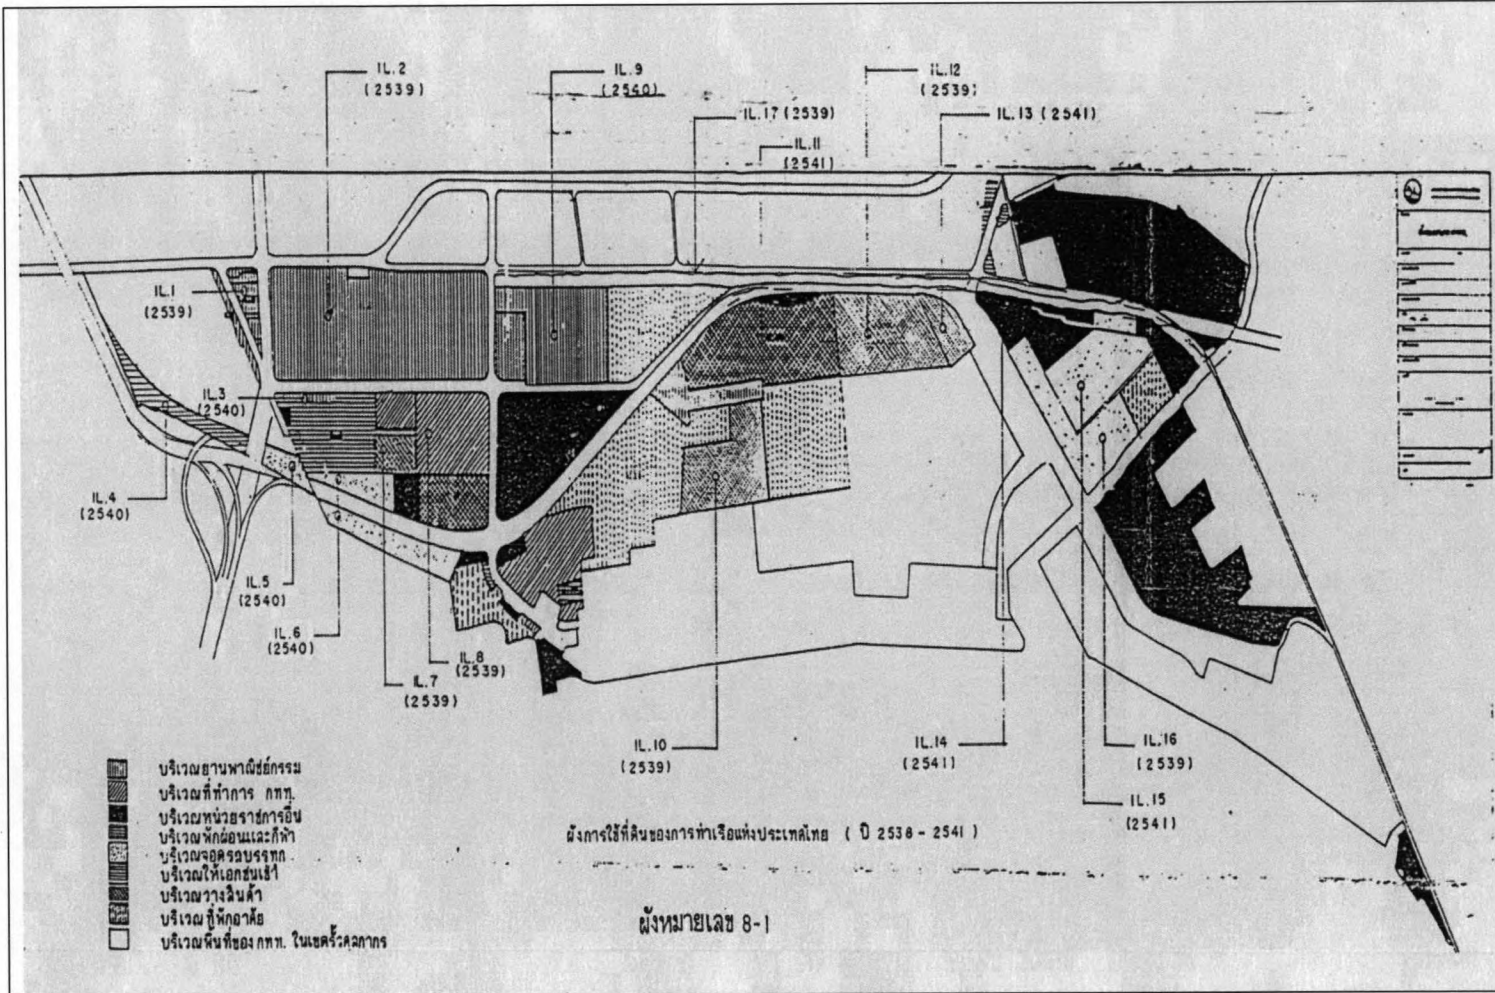 IL.2
(2539)
IL.9
(2540)
IL.12
(2539)
IL.17 (2539)
IL.13 (2541)
IL.11
(2541)
IL.1
(2539)
IL.3
(2540)
IL.4
(2540)
IL.5
(2540)
IL.6
(2540)
IL.8
(2539)
IL.7
(2539)
IL.10
(2539)
IL.14
(2541)
IL.16
(2539)
IL.15
(2541)
บริเวณย่านพาณิชย์กรรม
บริเวณที่ทำการ กทท.
บริเวณหน่วยราชการอื่น
บริเวณพักผ่อนและกีฬา
บริเวณจอดรถบรรทุก
บริเวณให้เอกชนเช่า
บริเวณวางสินค้า
บริเวณที่พักอาศัย
บริเวณพื้นที่ของกทท. ในเขตรั้วศุลกากร
ผังการใช้ที่ดินของการท่าเรือแห่งประเทศไทย ( ปี 2538 - 2541 )
ผังหมายเลข 8-1